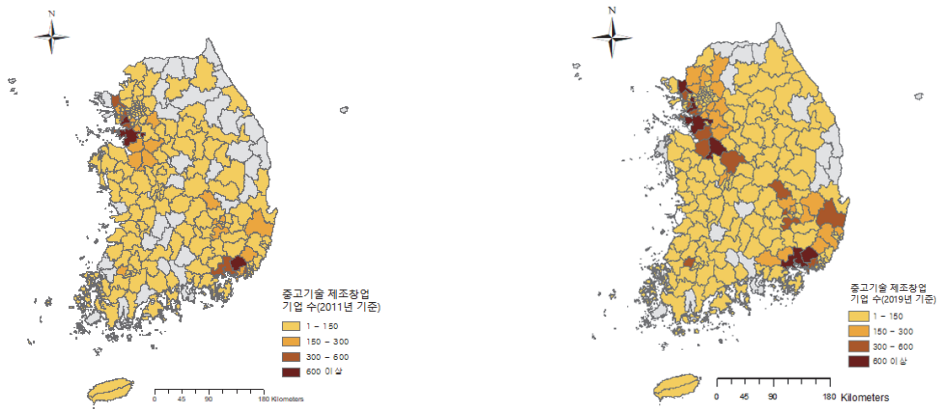 N
중고기술 제조창업
기업 수(2011년 기준)
1 - 150
150 - 300
300 - 600
600 이상
0 45 90 180 Kilometers
N
중고기술 제조창업
기업 수(2019년 기준)
1 - 150
150 - 300
300 - 600
600 이상
0 45 90 180 Kilometers